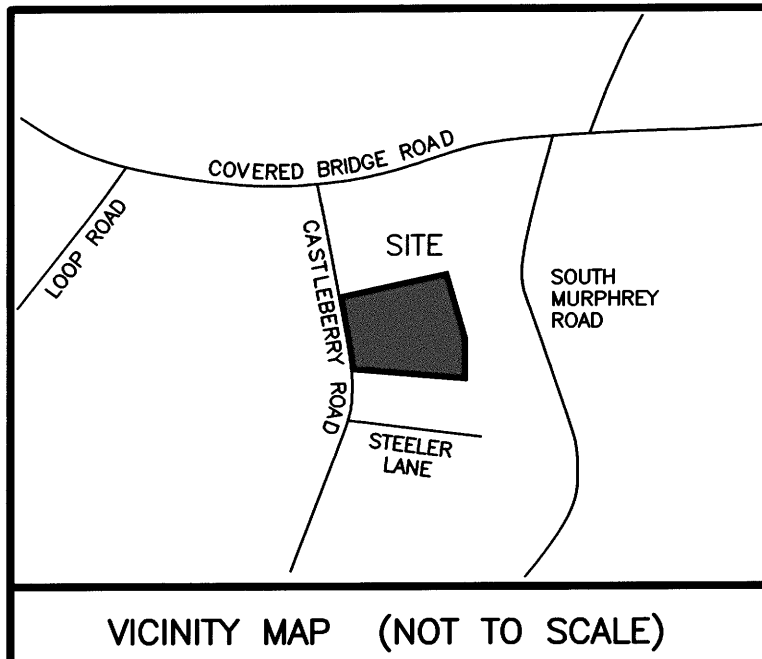 COVERED BRIDGE ROAD
LOOP ROAD
CASTLEBERRY ROAD
SITE
SOUTH
MURPHREY
ROAD
STEELER
LANE
VICINITY MAP (NOT TO SCALE)